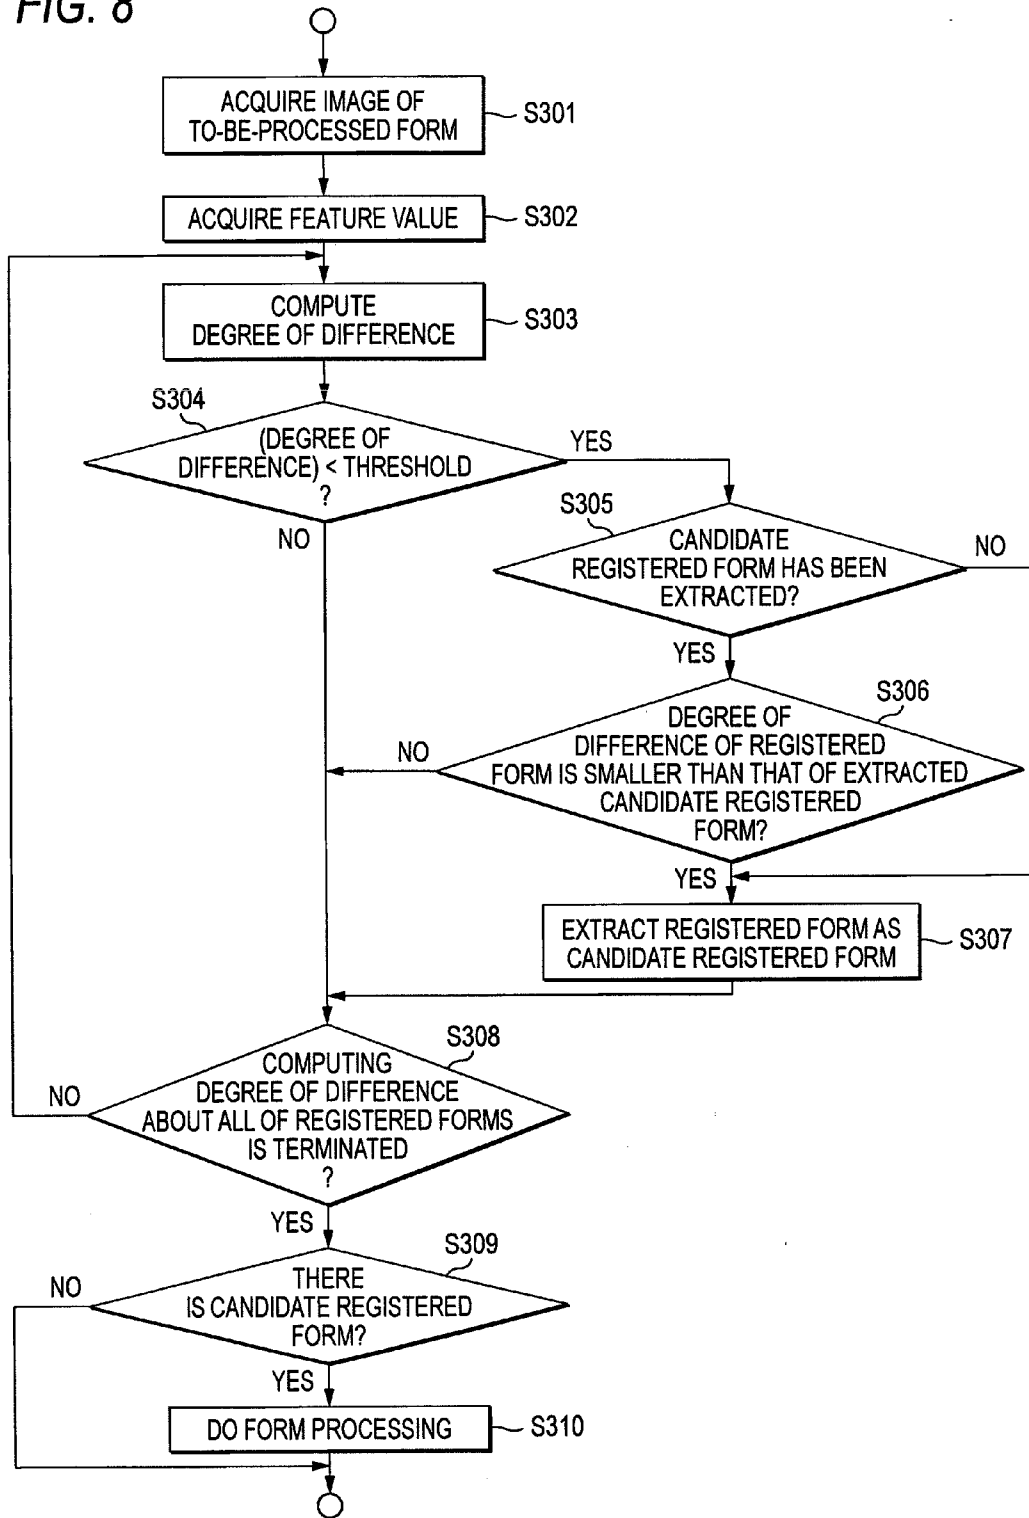 FIG. 8
ACQUIRE IMAGE OF
TO-BE-PROCESSED FORM
S301
ACQUIRE FEATURE VALUE
S302
COMPUTE
DEGREE OF DIFFERENCE
S303
S304
(DEGREE OF
DIFFERENCE) < THRESHOLD
?
YES
NO
S305
CANDIDATE
REGISTERED FORM HAS BEEN
EXTRACTED?
NO
YES
S306
DEGREE OF
DIFFERENCE OF REGISTERED
FORM IS SMALLER THAN THAT OF EXTRACTED
CANDIDATE REGISTERED
FORM?
NO
YES
EXTRACT REGISTERED FORM AS
CANDIDATE REGISTERED FORM
S307
S308
COMPUTING
DEGREE OF DIFFERENCE
ABOUT ALL OF REGISTERED FORMS
IS TERMINATED
?
NO
YES
S309
THERE
IS CANDIDATE REGISTERED
FORM?
NO
YES
DO FORM PROCESSING
S310